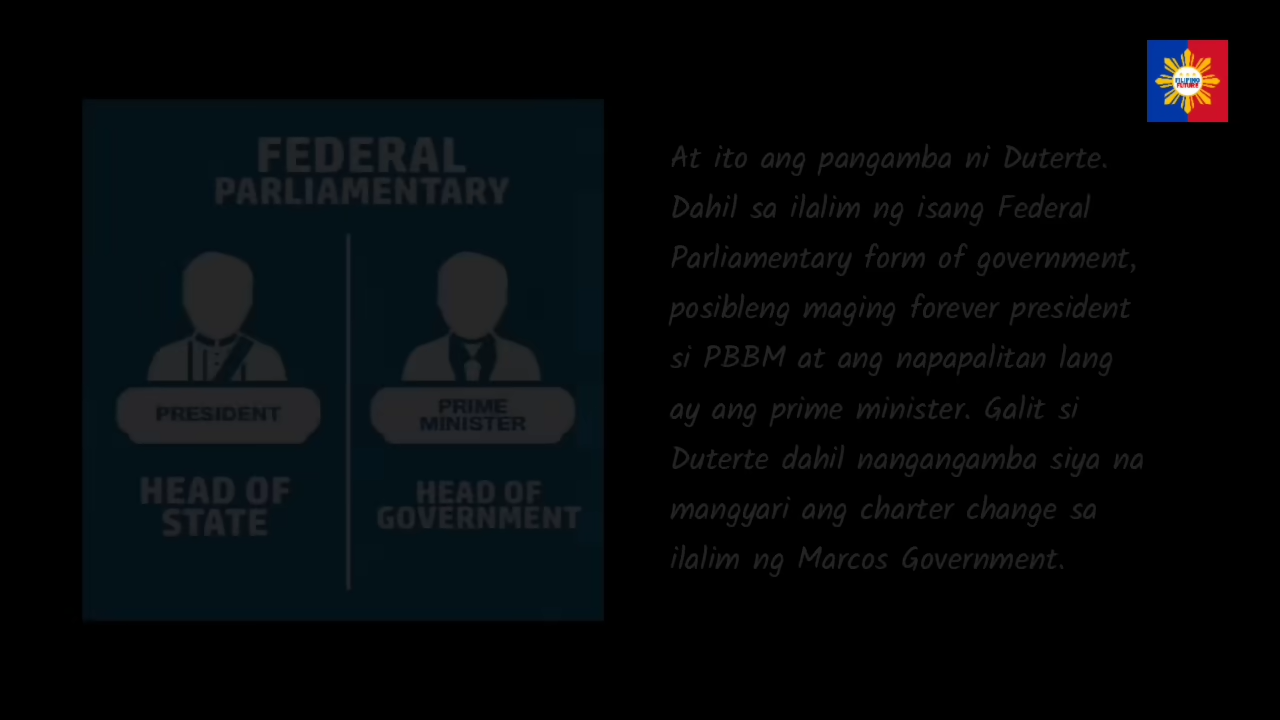 FILIPINO
FUTURE
FEDERAL
PARLIAMENTARY
PRESIDENT
HEAD OF
STATE
PRIME
MINISTER
HEAD OF
GOVERNMENT
At ito ang pangamba ni Duterte.
Dahil sa ilalim ng isang Federal
Parliamentary form of government,
posibleng maging forever president
si PBBM at ang napapalitan lang
ay ang prime minister. Galit si
Duterte dahil nangangamba siya na
mangyari ang charter change sa
ilalim ng Marcos Government.